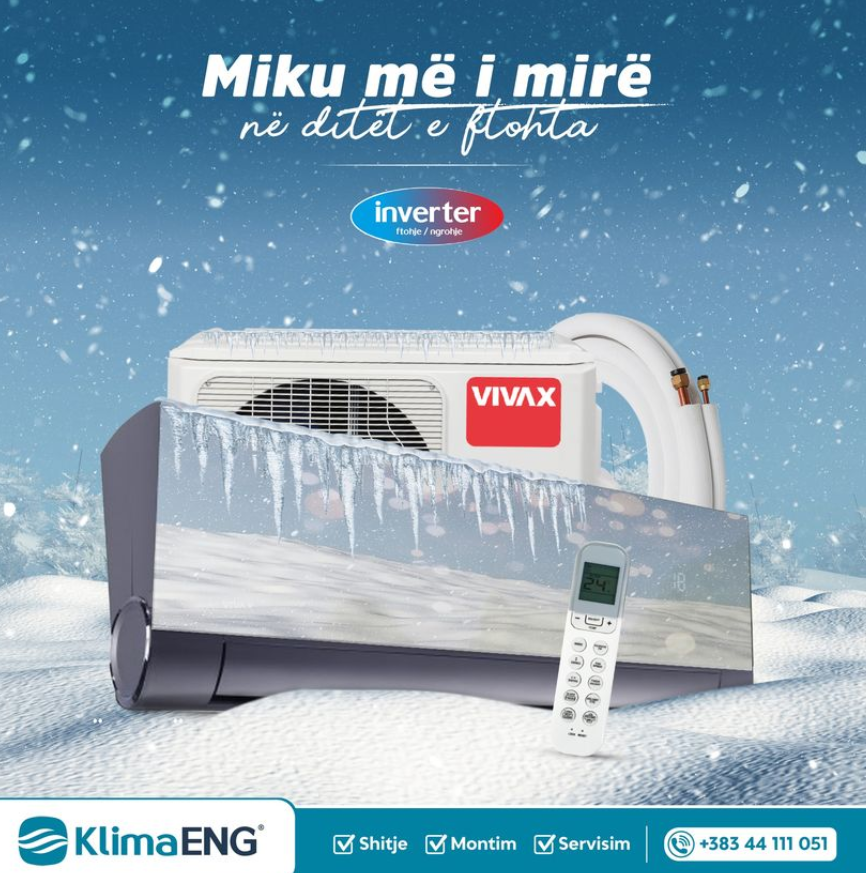 Miku më i mirë
në ditët e ftohta
inverter
ftohje / ngrohje
VIVAX
18
24
KlimaENG®
Shitje
Montim
Servisim
+383 44 111 051